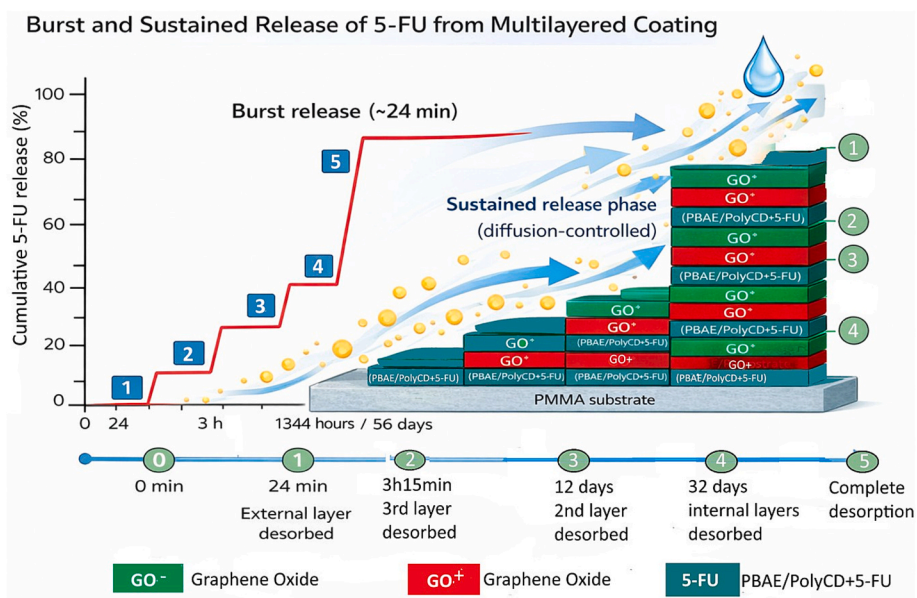 Burst and Sustained Release of 5-FU from Multilayered Coating
Cumulative 5-FU release (%)
100
80
60
40
20
0
Burst release (~24 min)
5
4
3
2
1
Sustained release phase
(diffusion-controlled)
0 24 3 h 1344 hours / 56 days
1
GO⁺
GO⁺
(PBAE/PolyCD+5-FU)
2
GO⁺
GO⁺
3
(PBAE/PolyCD+5-FU)
GO⁺
GO⁺
(PBAE/PolyCD+5-FU)
4
GO⁺
GO+
(PBAE/PolyCD+5-FU)
GO⁺
GO⁺
(PBAE/PolyCD+5-FU)
GO+
(PBAE/PolyCD+5-FU)
GO⁺
GO⁺
(PBAE/PolyCD+5-FU)
(PBAE/PolyCD+5-FU)
PMMA substrate
0
0 min
1
24 min
External layer
desorbed
2
3h15min
3rd layer
desorbed
3
12 days
2nd layer
desorbed
4
32 days
internal layers
desorbed
5
Complete
desorption
GO⁻ Graphene Oxide
GO⁺ Graphene Oxide
5-FU PBAE/PolyCD+5-FU